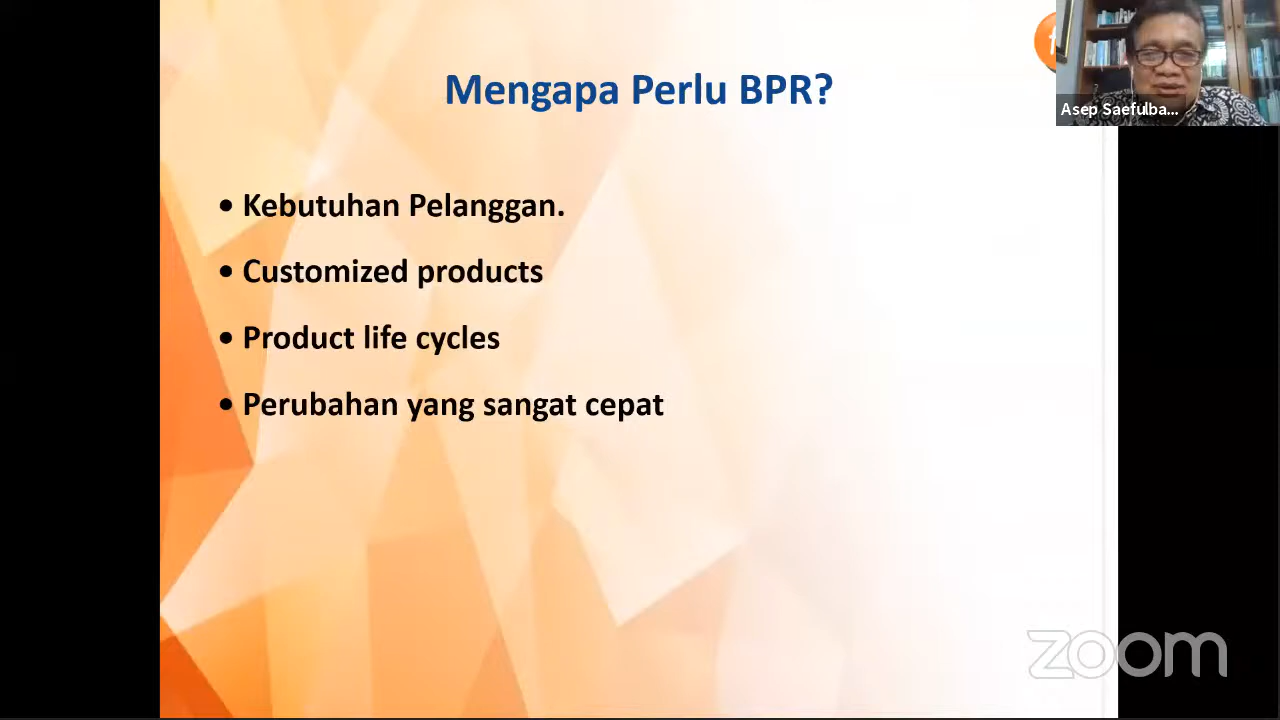 Mengapa Perlu BPR?
• Kebutuhan Pelanggan.
• Customized products
• Product life cycles
• Perubahan yang sangat cepat
Asep Saefulba...
zoom